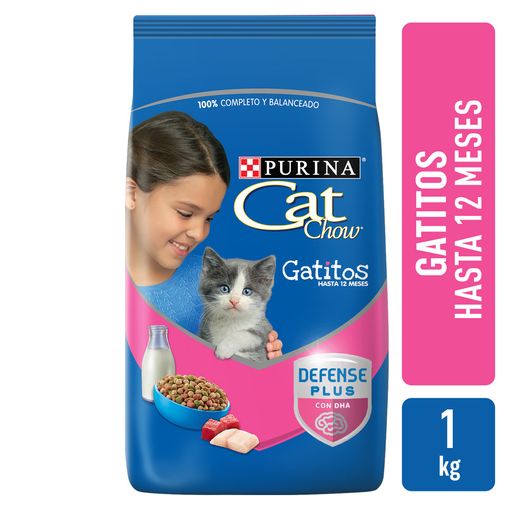 100% COMPLETO Y BALANCEADO
PURINA®
Cat
Chow®
Gatitos
HASTA 12 MESES
DEFENSE
PLUS
CON DHA
GATITOS
HASTA 12 MESES
1
kg